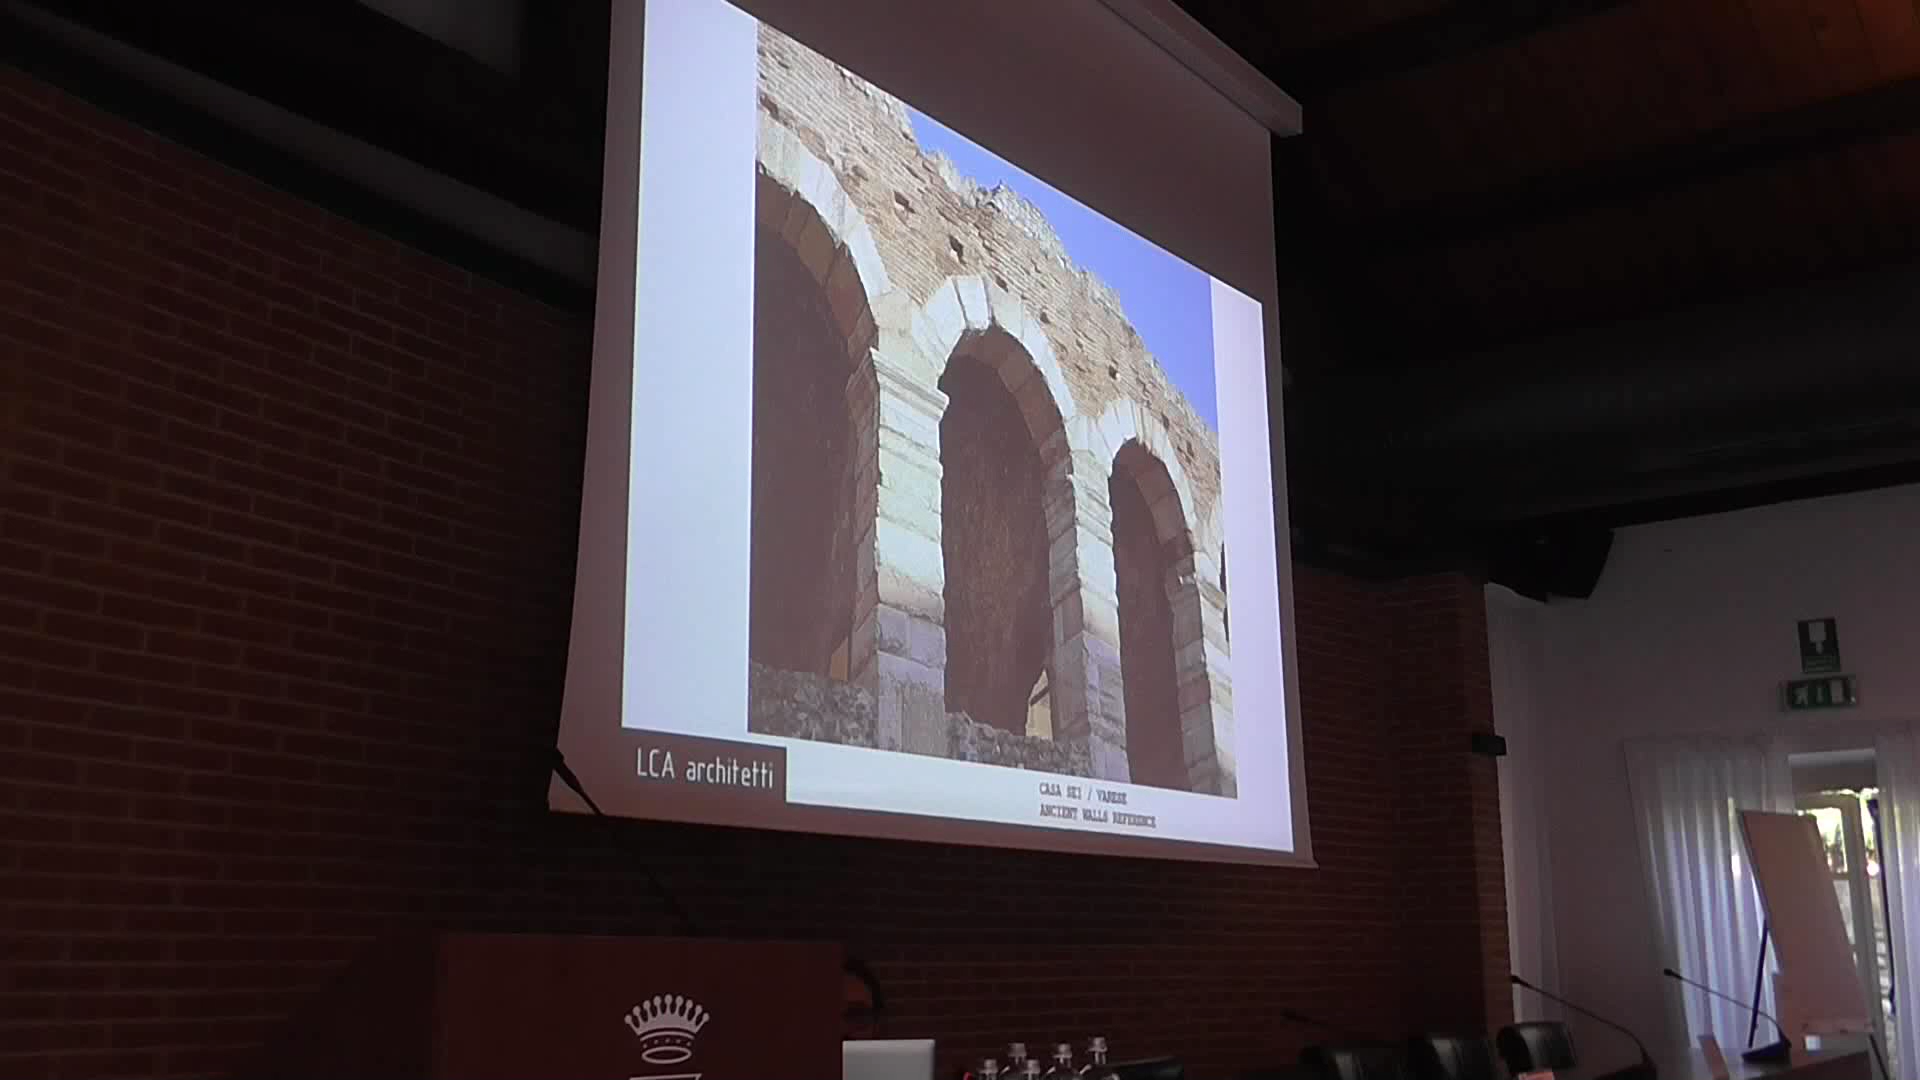 LCA architetti
CASA SEI / VARESE
ANCIENT WALLS REFERENCE